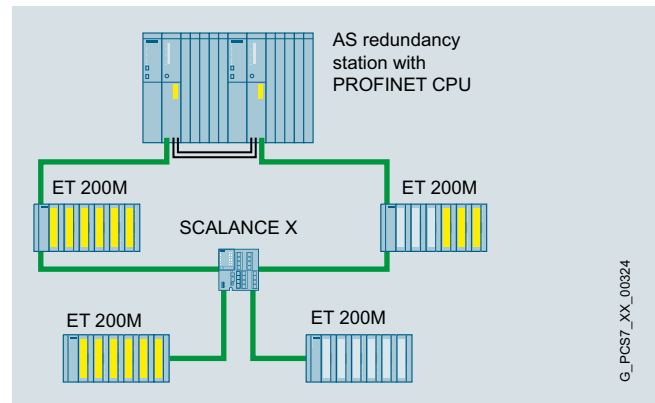 AS redundancy
station with
PROFINET CPU
ET 200M
ET 200M
SCALANCE X
ET 200M
ET 200M
G_PCS7_XX_00324